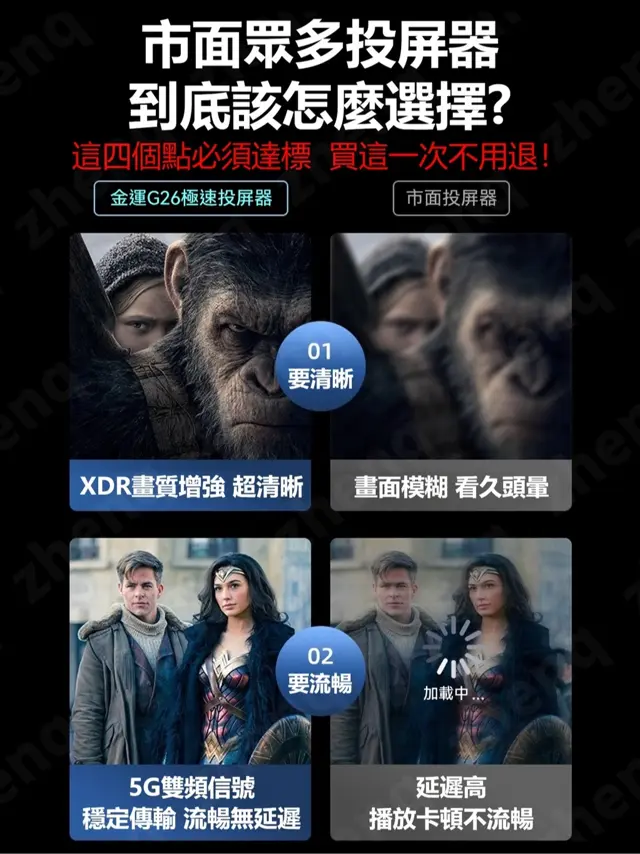 市面眾多投屏器
到底該怎麼選擇?
這四個點必須達標 買這一次不用退!
金運G26極速投屏器
市面投屏器
01
要清晰
XDR畫質增強 超清晰
畫面模糊 看久頭暈
02
要流暢
加載中...
5G雙頻信號
穩定傳輸 流暢無延遲
延遲高
播放卡頓不流暢
zhenq